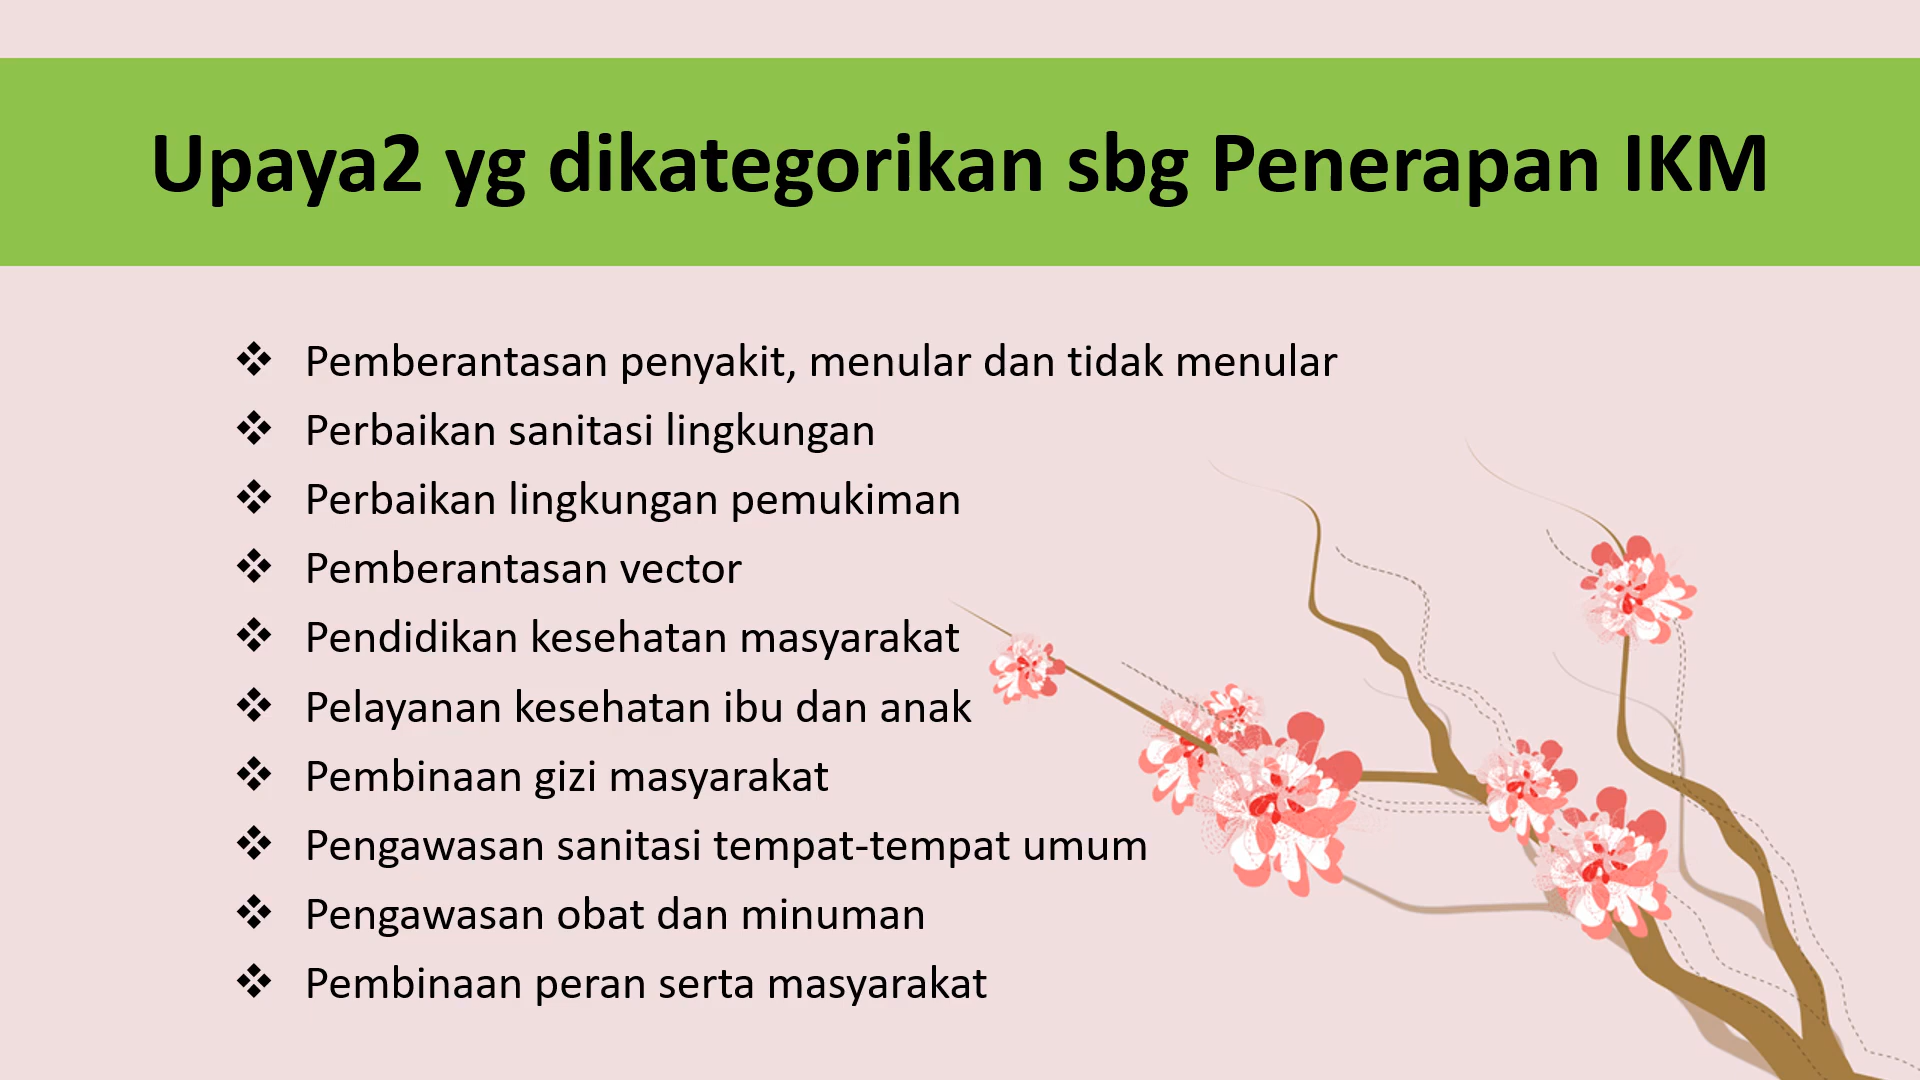 Upaya2 yg dikategorikan sbg Penerapan IKM
❖ Pemberantasan penyakit, menular dan tidak menular
❖ Perbaikan sanitasi lingkungan
❖ Perbaikan lingkungan pemukiman
❖ Pemberantasan vector
❖ Pendidikan kesehatan masyarakat
❖ Pelayanan kesehatan ibu dan anak
❖ Pembinaan gizi masyarakat
❖ Pengawasan sanitasi tempat-tempat umum
❖ Pengawasan obat dan minuman
❖ Pembinaan peran serta masyarakat